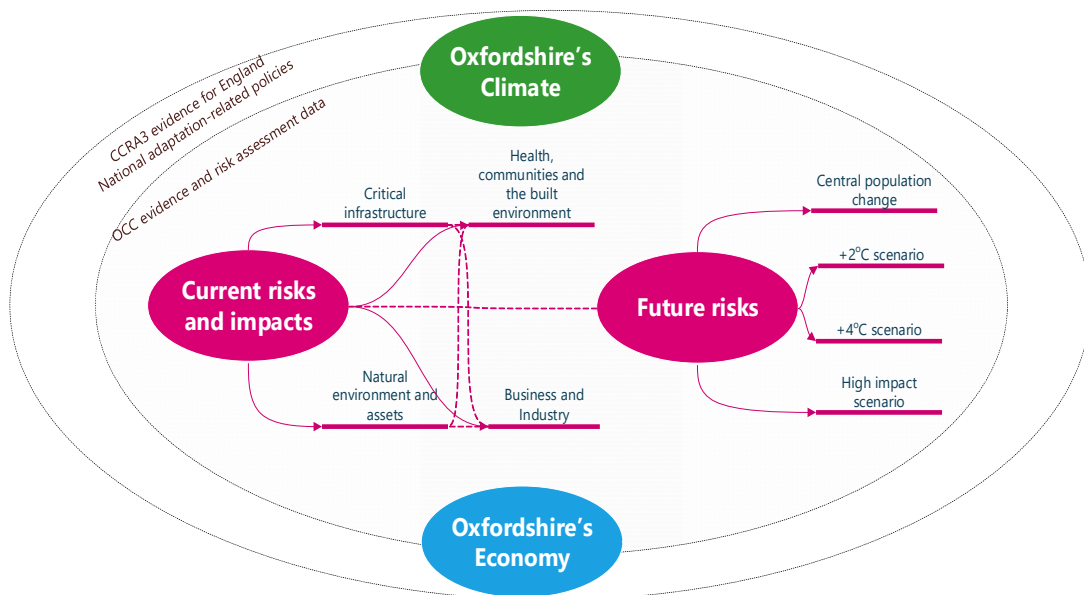 Oxfordshire's
Climate
CCRA3 evidence for England
National adaptation-related policies
OCC evidence and risk assessment data
Critical
infrastructure
Health,
communities and
the built
environment
Central population
change
+2°C scenario
Current risks
and impacts
Future risks
+4°C scenario
Natural
environment and
assets
Business and
Industry
High impact
scenario
Oxfordshire's
Economy